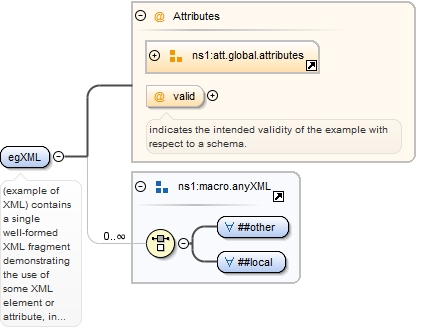 @ Attributes
ns1:att.global.attributes
@ valid
indicates the intended validity of the example with
respect to a schema.
egXML
(example of
XML) contains
a single
well-formed
XML fragment
demonstrating
the use of
some XML
element or
attribute, in...
ns1:macro.anyXML
0..∞
∀ ##other
∀ ##local